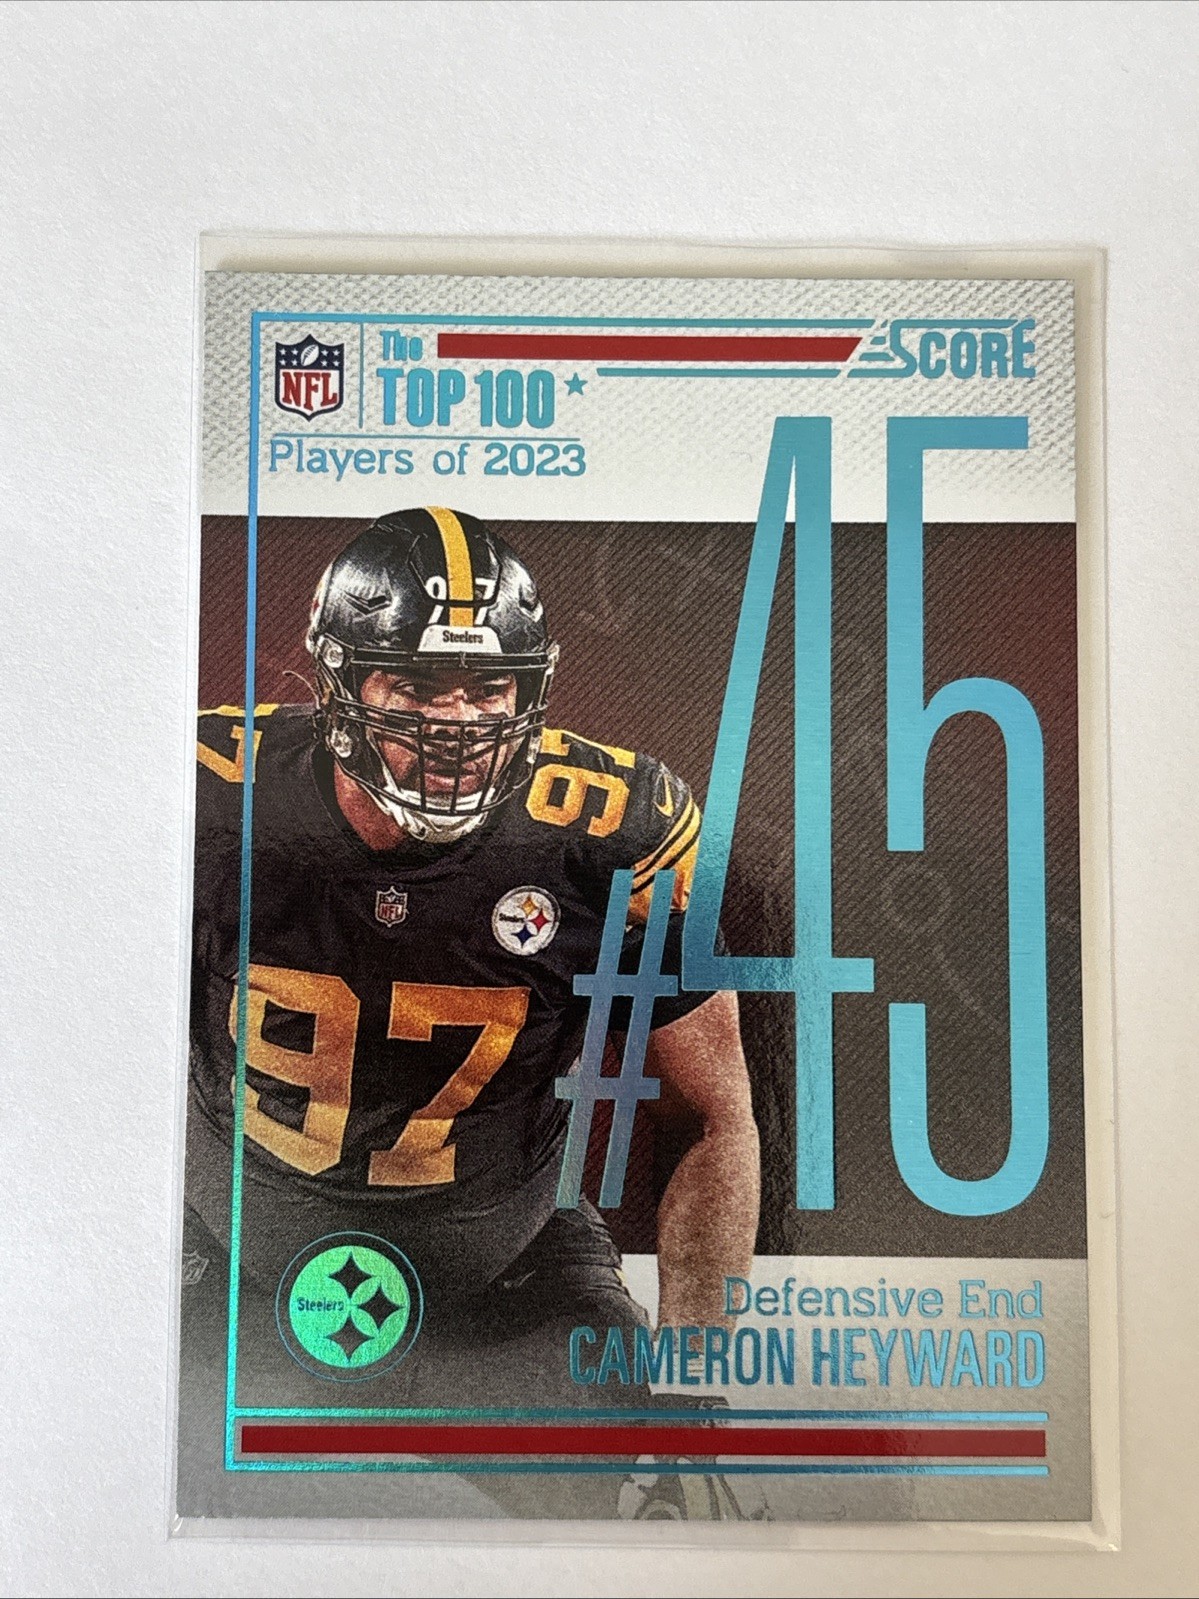 NFL
The
TOP 100
Players of 2023
SCORE
#45
97
Steelers
97
NFL
Steelers
97
Steelers
Defensive End
CAMERON HEYWARD